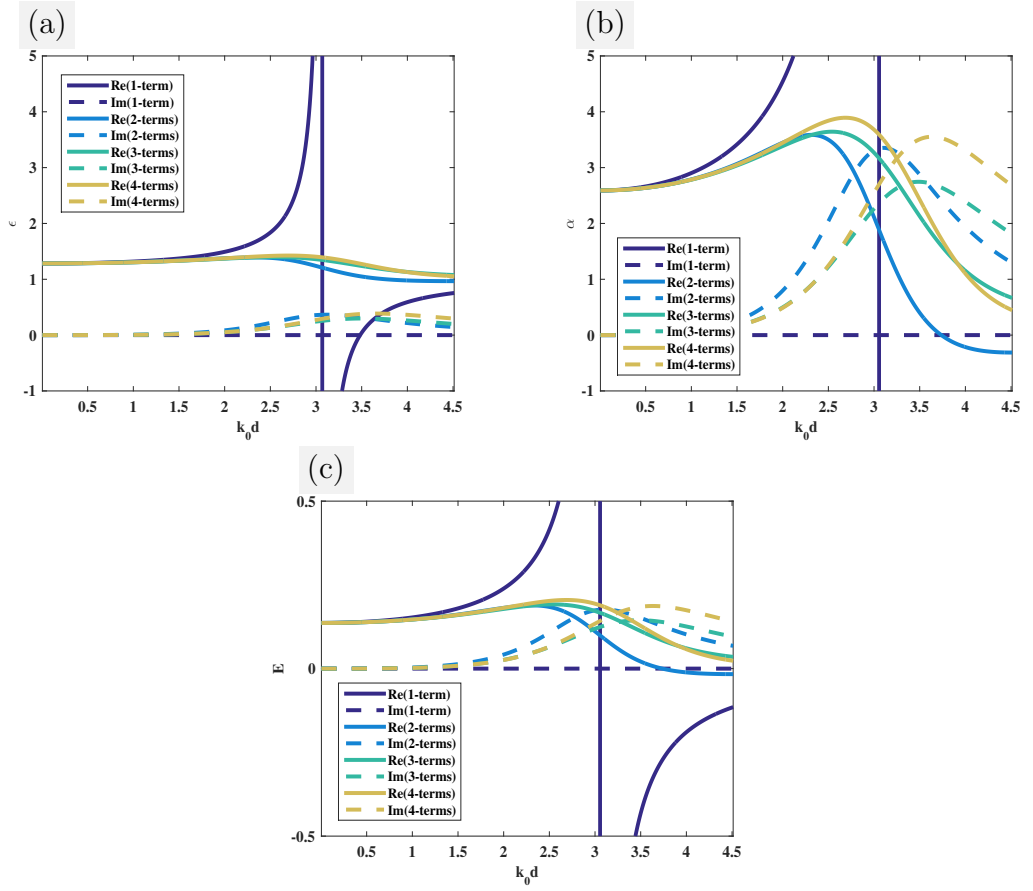 (a)
5
4
3
2
1
0
-1
ϵ
Re(1-term)
Im(1-term)
Re(2-terms)
Im(2-terms)
Re(3-terms)
Im(3-terms)
Re(4-terms)
Im(4-terms)
0.5 1 1.5 2 2.5 3 3.5 4 4.5
k₀d
(b)
5
4
3
2
1
0
-1
α
Re(1-term)
Im(1-term)
Re(2-terms)
Im(2-terms)
Re(3-terms)
Im(3-terms)
Re(4-terms)
Im(4-terms)
0.5 1 1.5 2 2.5 3 3.5 4 4.5
k₀d
(c)
0.5
0
-0.5
E
Re(1-term)
Im(1-term)
Re(2-terms)
Im(2-terms)
Re(3-terms)
Im(3-terms)
Re(4-terms)
Im(4-terms)
0.5 1 1.5 2 2.5 3 3.5 4 4.5
k₀d